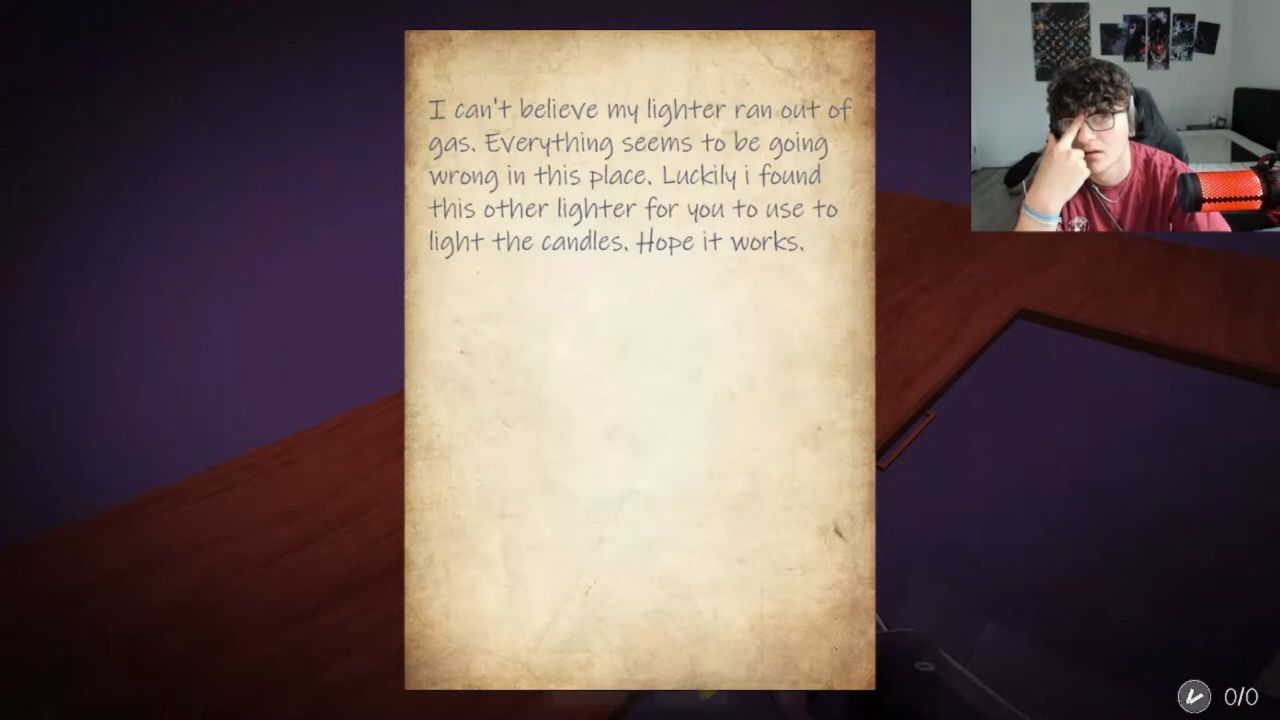 I can't believe my lighter ran out of
gas. Everything seems to be going
wrong in this place. Luckily i found
this other lighter for you to use to
light the candles. Hope it works.
0/0